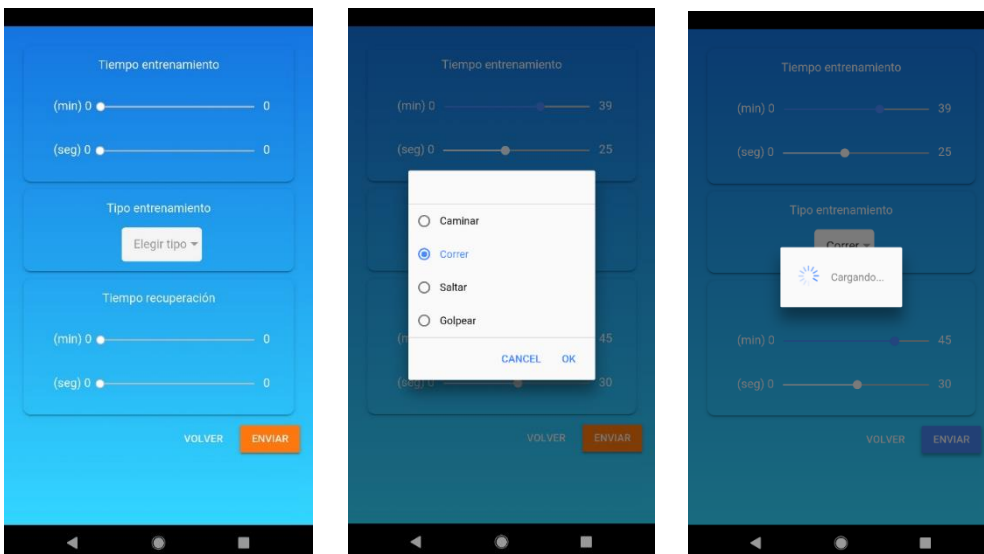 Tiempo entrenamiento
(min) 0 0
(seg) 0 0
Tipo entrenamiento
Elegir tipo
Tiempo recuperación
(min) 0 0
(seg) 0 0
VOLVER ENVIAR
Tiempo entrenamiento
(min) 0 39
(seg) 0 25
Caminar
Correr
Saltar
Golpear
CANCEL OK
45
(seg) 0 30
VOLVER ENVIAR
Tiempo entrenamiento
(min) 0 39
(seg) 0 25
Tipo entrenamiento
Correr
Cargando...
(min) 0 45
(seg) 0 30
VOLVER ENVIAR